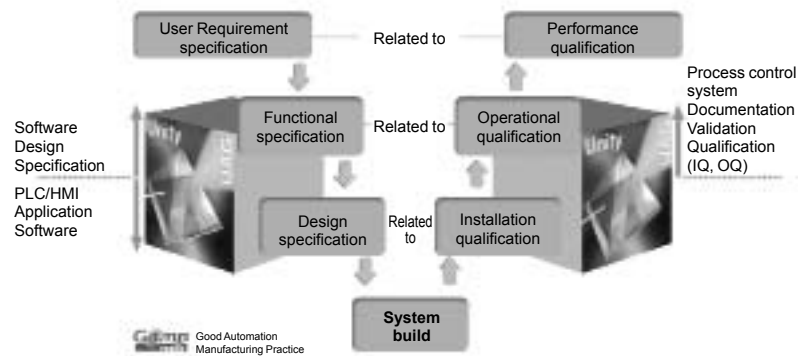 User Requirement
specification
Related to
Performance
qualification
Functional
specification
Related to
Operational
qualification
Design
specification
Related
to
Installation
qualification
System
build
Software
Design
Specification
PLC/HMI
Application
Software
Process control
system
Documentation
Validation
Qualification
(IQ, OQ)
Unity
Unity
Good Automation
Manufacturing Practice